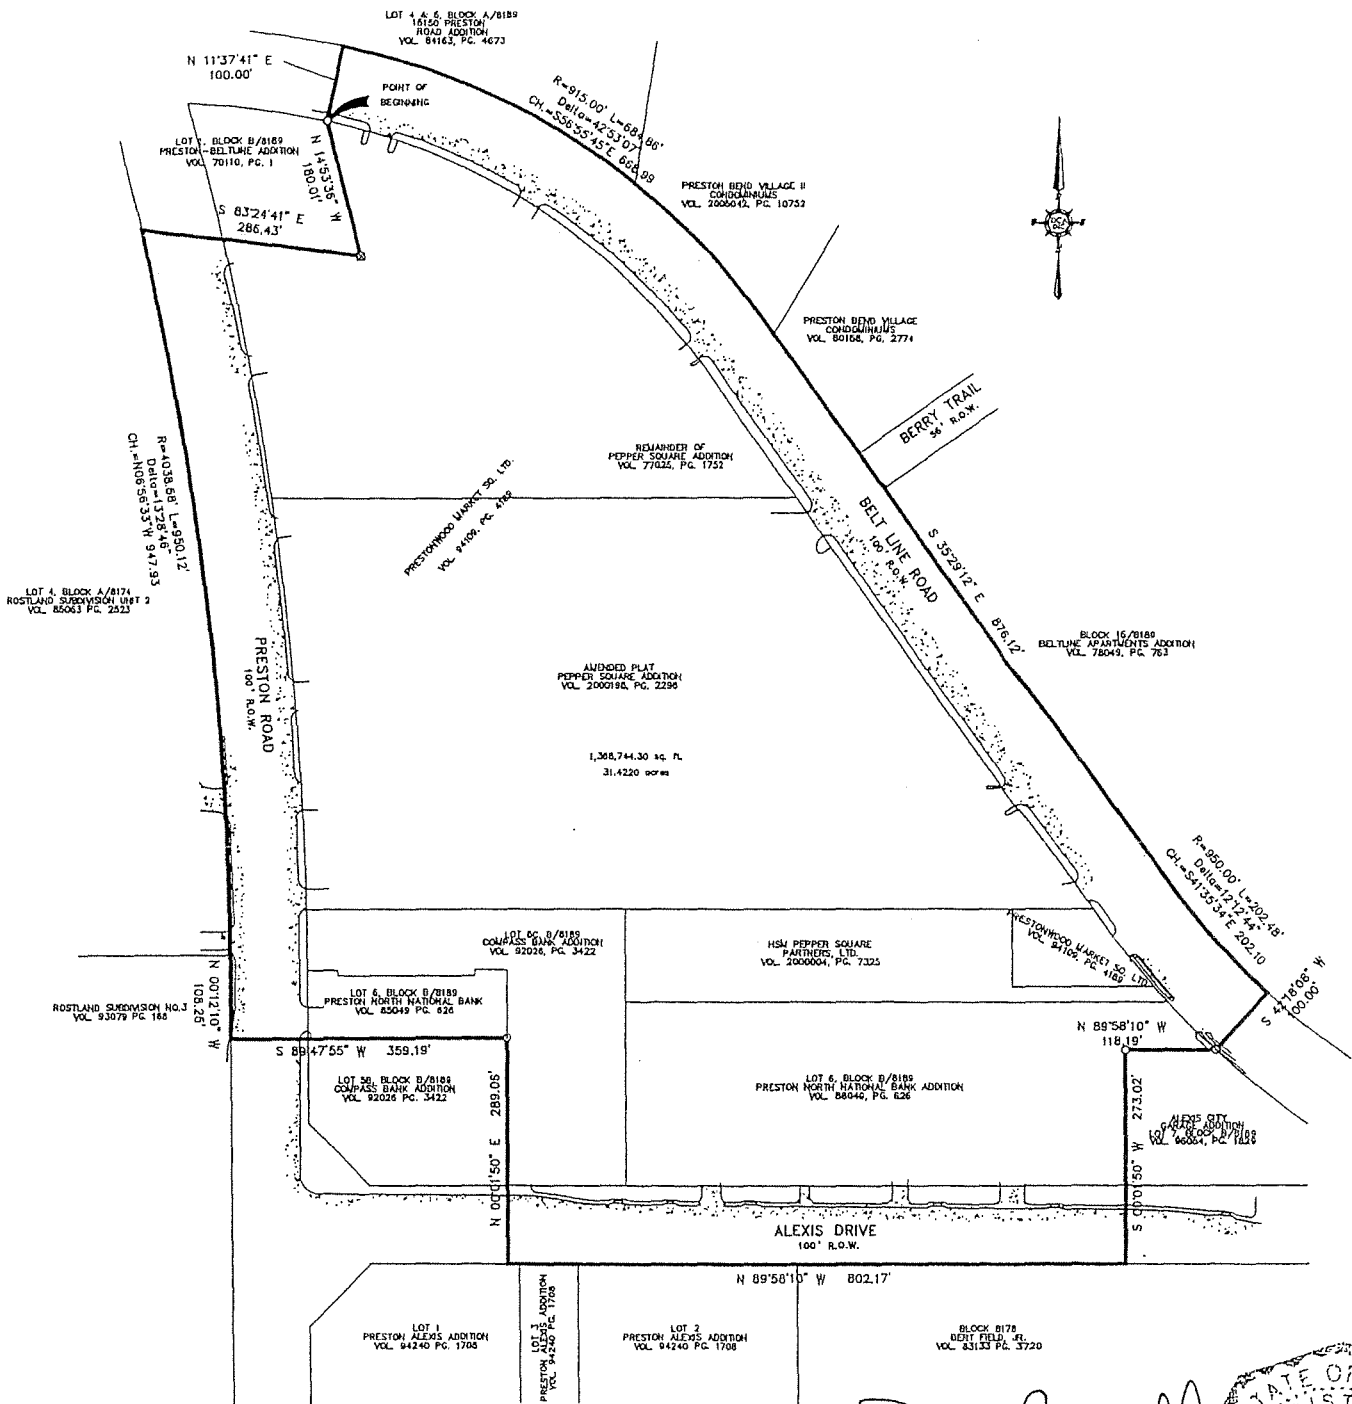 LOT 4 & 6, BLOCK A/8189
16150 PRESTON
ROAD ADDITION
VOL. 84163, PG. 4673
N 11°37'41" E
100.00'
POINT OF
BEGINNING
R=915.00' L=684.86'
Delta=42°53'07"
CH.=S56°55'45"E 668.99
BLOCK B/8189
PRESTON-BELTLINE ADDITION
VOL. 70110, PG. 1
N 14°53'36" W
180.01'
S 83°24'41" E
286.43'
PRESTON BEND VILLAGE II
CONDOMINIUMS
VOL. 2005042, PG. 10752
PRESTON BEND VILLAGE
CONDOMINIUMS
VOL. 80168, PG. 2774
BERRY TRAIL
56' R.O.W.
REMAINDER OF
PEPPER SQUARE ADDITION
VOL. 77025, PG. 1752
PRESTONWOOD MARKET SQ. LTD.
VOL. 94109, PG. 4189
BELT LINE ROAD
100' R.O.W.
S 35°29'12" E 876.12'
R=4038.68' L=950.12'
Delta=13°28'46"
CH.=N06°56'33"W 947.93
LOT 4, BLOCK A/8174
ROSTLAND SUBDIVISION UNIT 2
VOL. 85063 PG. 2523
PRESTON ROAD
100' R.O.W.
BLOCK 16/8189
BELTLINE APARTMENTS ADDITION
VOL. 78049, PG. 763
AMENDED PLAT
PEPPER SQUARE ADDITION
VOL. 2000198, PG. 2298
1,368,744.30 sq. ft.
31.4220 acres
R=950.00' L=202.48'
Delta=12°12'44"
CH.=S41°35'34"E 202.10
LOT 6C, B/8189
COMPASS BANK ADDITION
VOL. 92026, PG. 3422
HSM PEPPER SQUARE
PARTNERS, LTD.
VOL. 2000004, PG. 7325
PRESTONWOOD MARKET SQ. LTD.
VOL. 94109, PG. 4189
S 42°18'08" W
100.00'
N 00°12'10" W
108.25'
LOT 6, BLOCK B/8189
PRESTON NORTH NATIONAL BANK
VOL. 85049 PG. 626
ROSTLAND SUBDIVISION NO.3
VOL. 93079 PG. 168
N 89°58'10" W
118.19'
S 89°47'55" W 359.19'
LOT 5B, BLOCK B/8189
COMPASS BANK ADDITION
VOL. 92026 PG. 3422
N 00°01'50" E 289.05'
LOT 6, BLOCK B/8189
PRESTON NORTH NATIONAL BANK ADDITION
VOL. 88049, PG. 626
S 00°01'50" W 273.02'
ALEXIS CITY
GARAGE ADDITION
LOT 7, BLOCK B/8189
VOL. 96064, PG. 1829
ALEXIS DRIVE
100' R.O.W.
N 89°58'10" W 802.17'
LOT 1
PRESTON ALEXIS ADDITION
VOL. 94240 PG. 1708
LOT 3
PRESTON ALEXIS ADDITION
VOL. 94240 PG. 1708
LOT 2
PRESTON ALEXIS ADDITION
VOL. 94240 PG. 1708
BLOCK 8178
BERT FIELD, JR.
VOL. 83133 PG. 3720